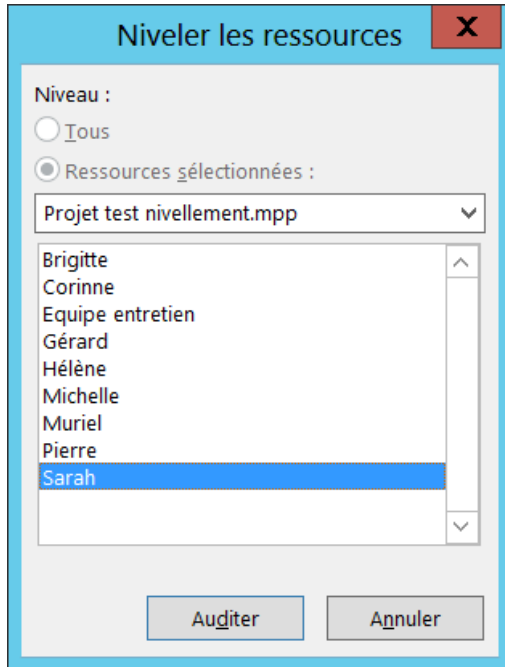 Niveler les ressources
X
Niveau :
Tous
Ressources sélectionnées :
Projet test nivellement.mpp
Brigitte
Corinne
Equipe entretien
Gérard
Hélène
Michelle
Muriel
Pierre
Sarah
Auditer Annuler